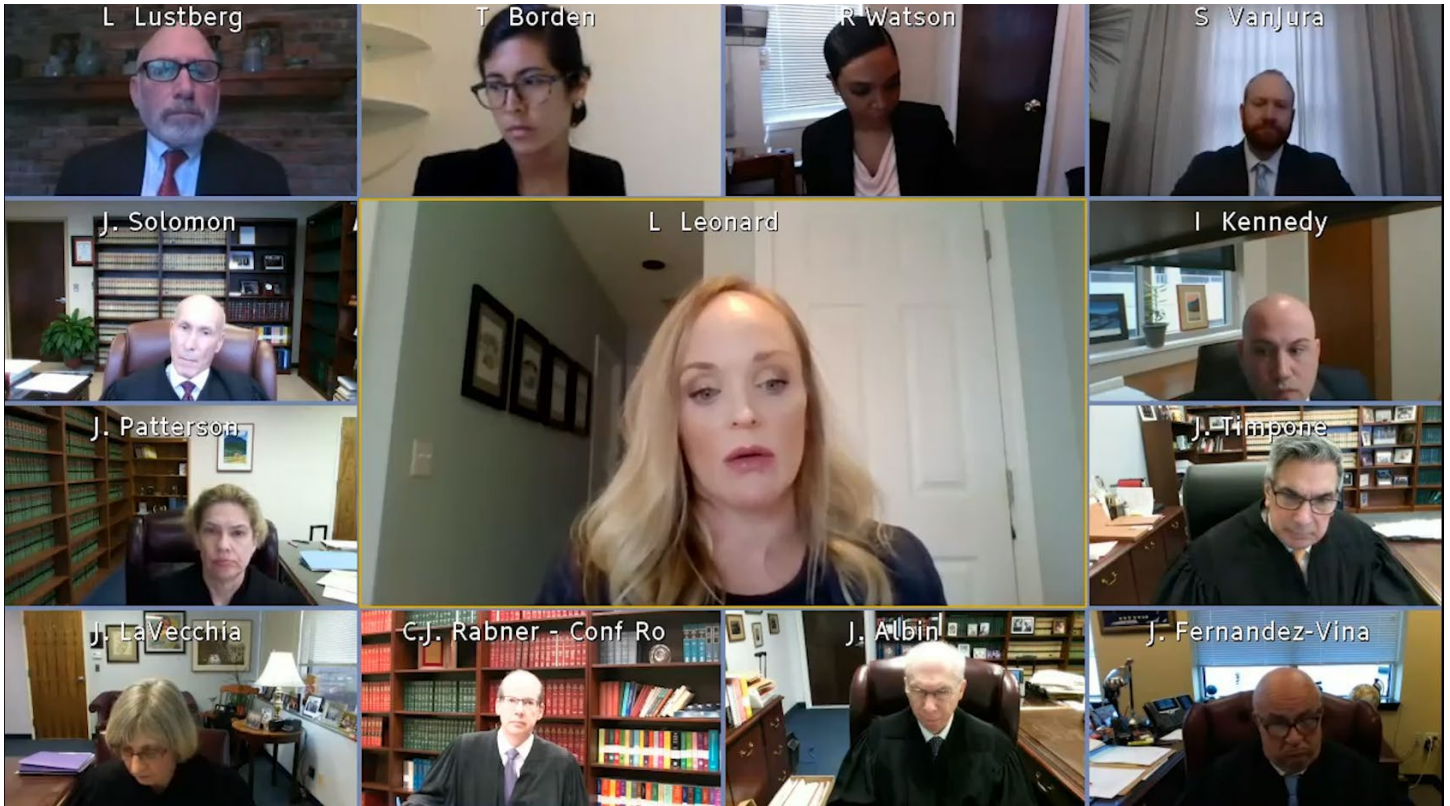 L Lustberg
T Borden
R Watson
S VanJura
J. Solomon
L Leonard
I Kennedy
J. Patterson
J. Timpone
J. LaVecchia
C.J. Rabner - Conf Ro
J. Albin
J. Fernandez-Vina